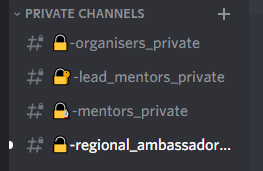 PRIVATE CHANNELS
-organisers_private
-lead_mentors_private
-mentors_private
-regional_ambassador...